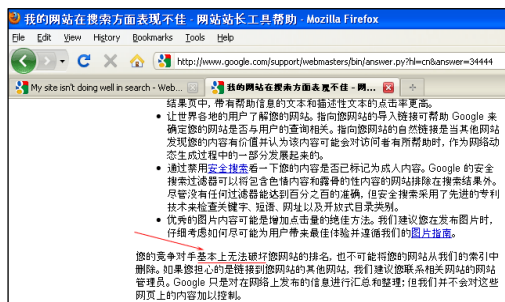 我的网站在搜索方面表现不佳 - 网站站长工具帮助 - Mozilla Firefox
File Edit View History Bookmarks Tools Help
http://www.google.com/support/webmasters/bin/answer.py?hl=cn&answer=34444
My site isn't doing well in search - Web... 我的网站在搜索方面表现不佳 - 网...
结果页中，带有帮助信息的文本和描述性文本的点击率更高。
• 让世界各地的用户了解您的网站。指向您网站的导入链接可帮助 Google 来
确定您的网站是否与用户的查询相关。指向您网站的自然链接是当其他网站
发现您的内容有价值并认为该内容可能会对访问者有所帮助时，作为网络动
态生成过程中的一部分发展起来的。
• 通过禁用安全搜索看一下您的内容是否已标记为成人内容。Google 的安全
搜索过滤器可以将包含色情内容和露骨的性内容的网站排除在搜索结果外。
尽管没有任何过滤器能达到百分之百的准确，但安全搜索采用了先进的专利
技术来检查关键字、短语、网址以及开放式目录类别。
• 优秀的图片内容可能是增加点击量的绝佳方法。我们建议您在发布图片时，
仔细考虑如何尽可能为用户带来最佳体验并遵循我们的图片指南。
您的竞争对手基本上无法破坏您网站的排名，也不可能将您的网站从我们的索引中
删除。如果您担心的是链接到您网站的其他网站，我们建议您联系相关网站的网站
管理员。Google 只是对在网络上发布的信息进行汇总和整理；但我们并不会对这些
网页上的内容加以控制。